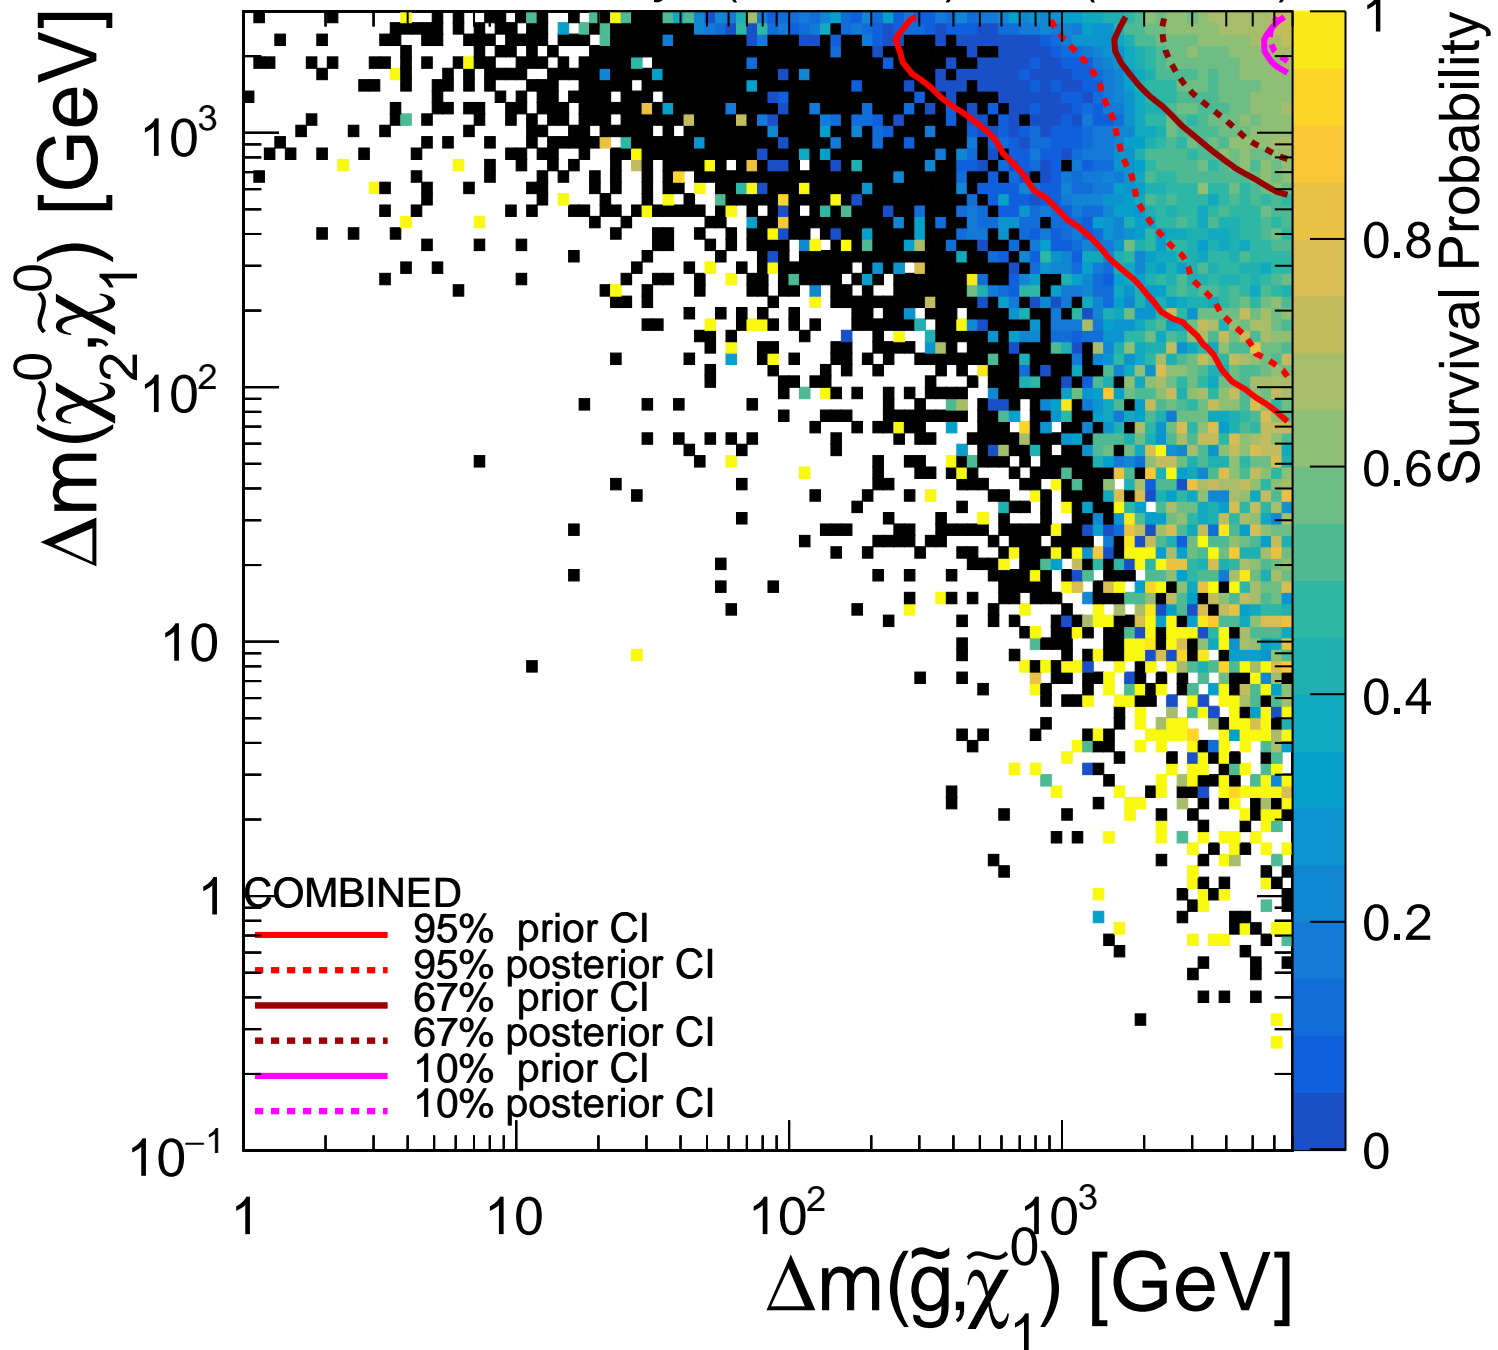 Δm(χ̃⁰₂,χ̃⁰₁) [GeV]
10³
10²
10
1
10⁻¹
COMBINED
95% prior CI
95% posterior CI
67% prior CI
67% posterior CI
10% prior CI
10% posterior CI
1
10
10²
10³
Δm(g̃,χ̃⁰₁) [GeV]
1
0.8
0.6
0.4
0.2
0
Survival Probability